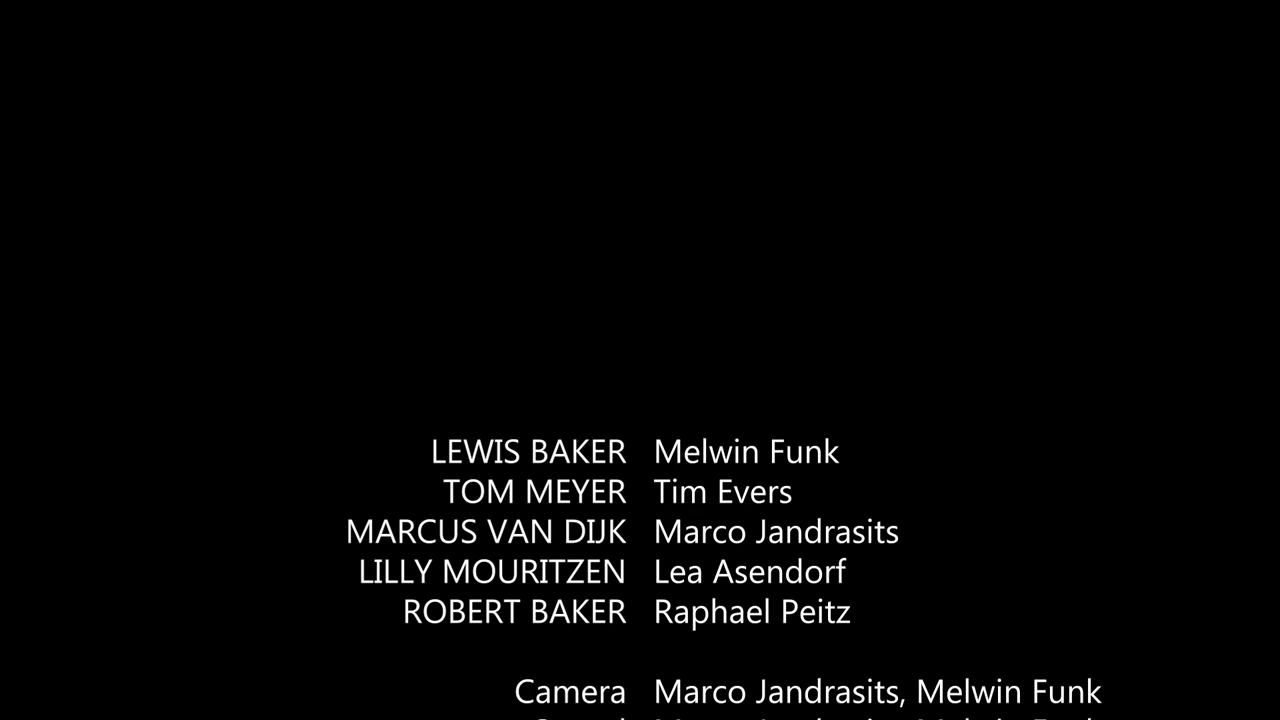 LEWIS BAKER Melwin Funk
TOM MEYER Tim Evers
MARCUS VAN DIJK Marco Jandrasits
LILLY MOURITZEN Lea Asendorf
ROBERT BAKER Raphael Peitz
Camera Marco Jandrasits, Melwin Funk